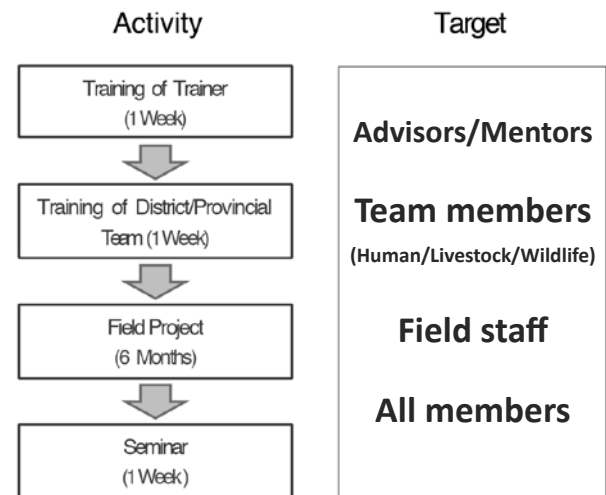 Activity
Training of Trainer
(1 Week)
Training of District/Provincial
Team (1 Week)
Field Project
(6 Months)
Seminar
(1 Week)
Target
Advisors/Mentors
Team members
(Human/Livestock/Wildlife)
Field staff
All members